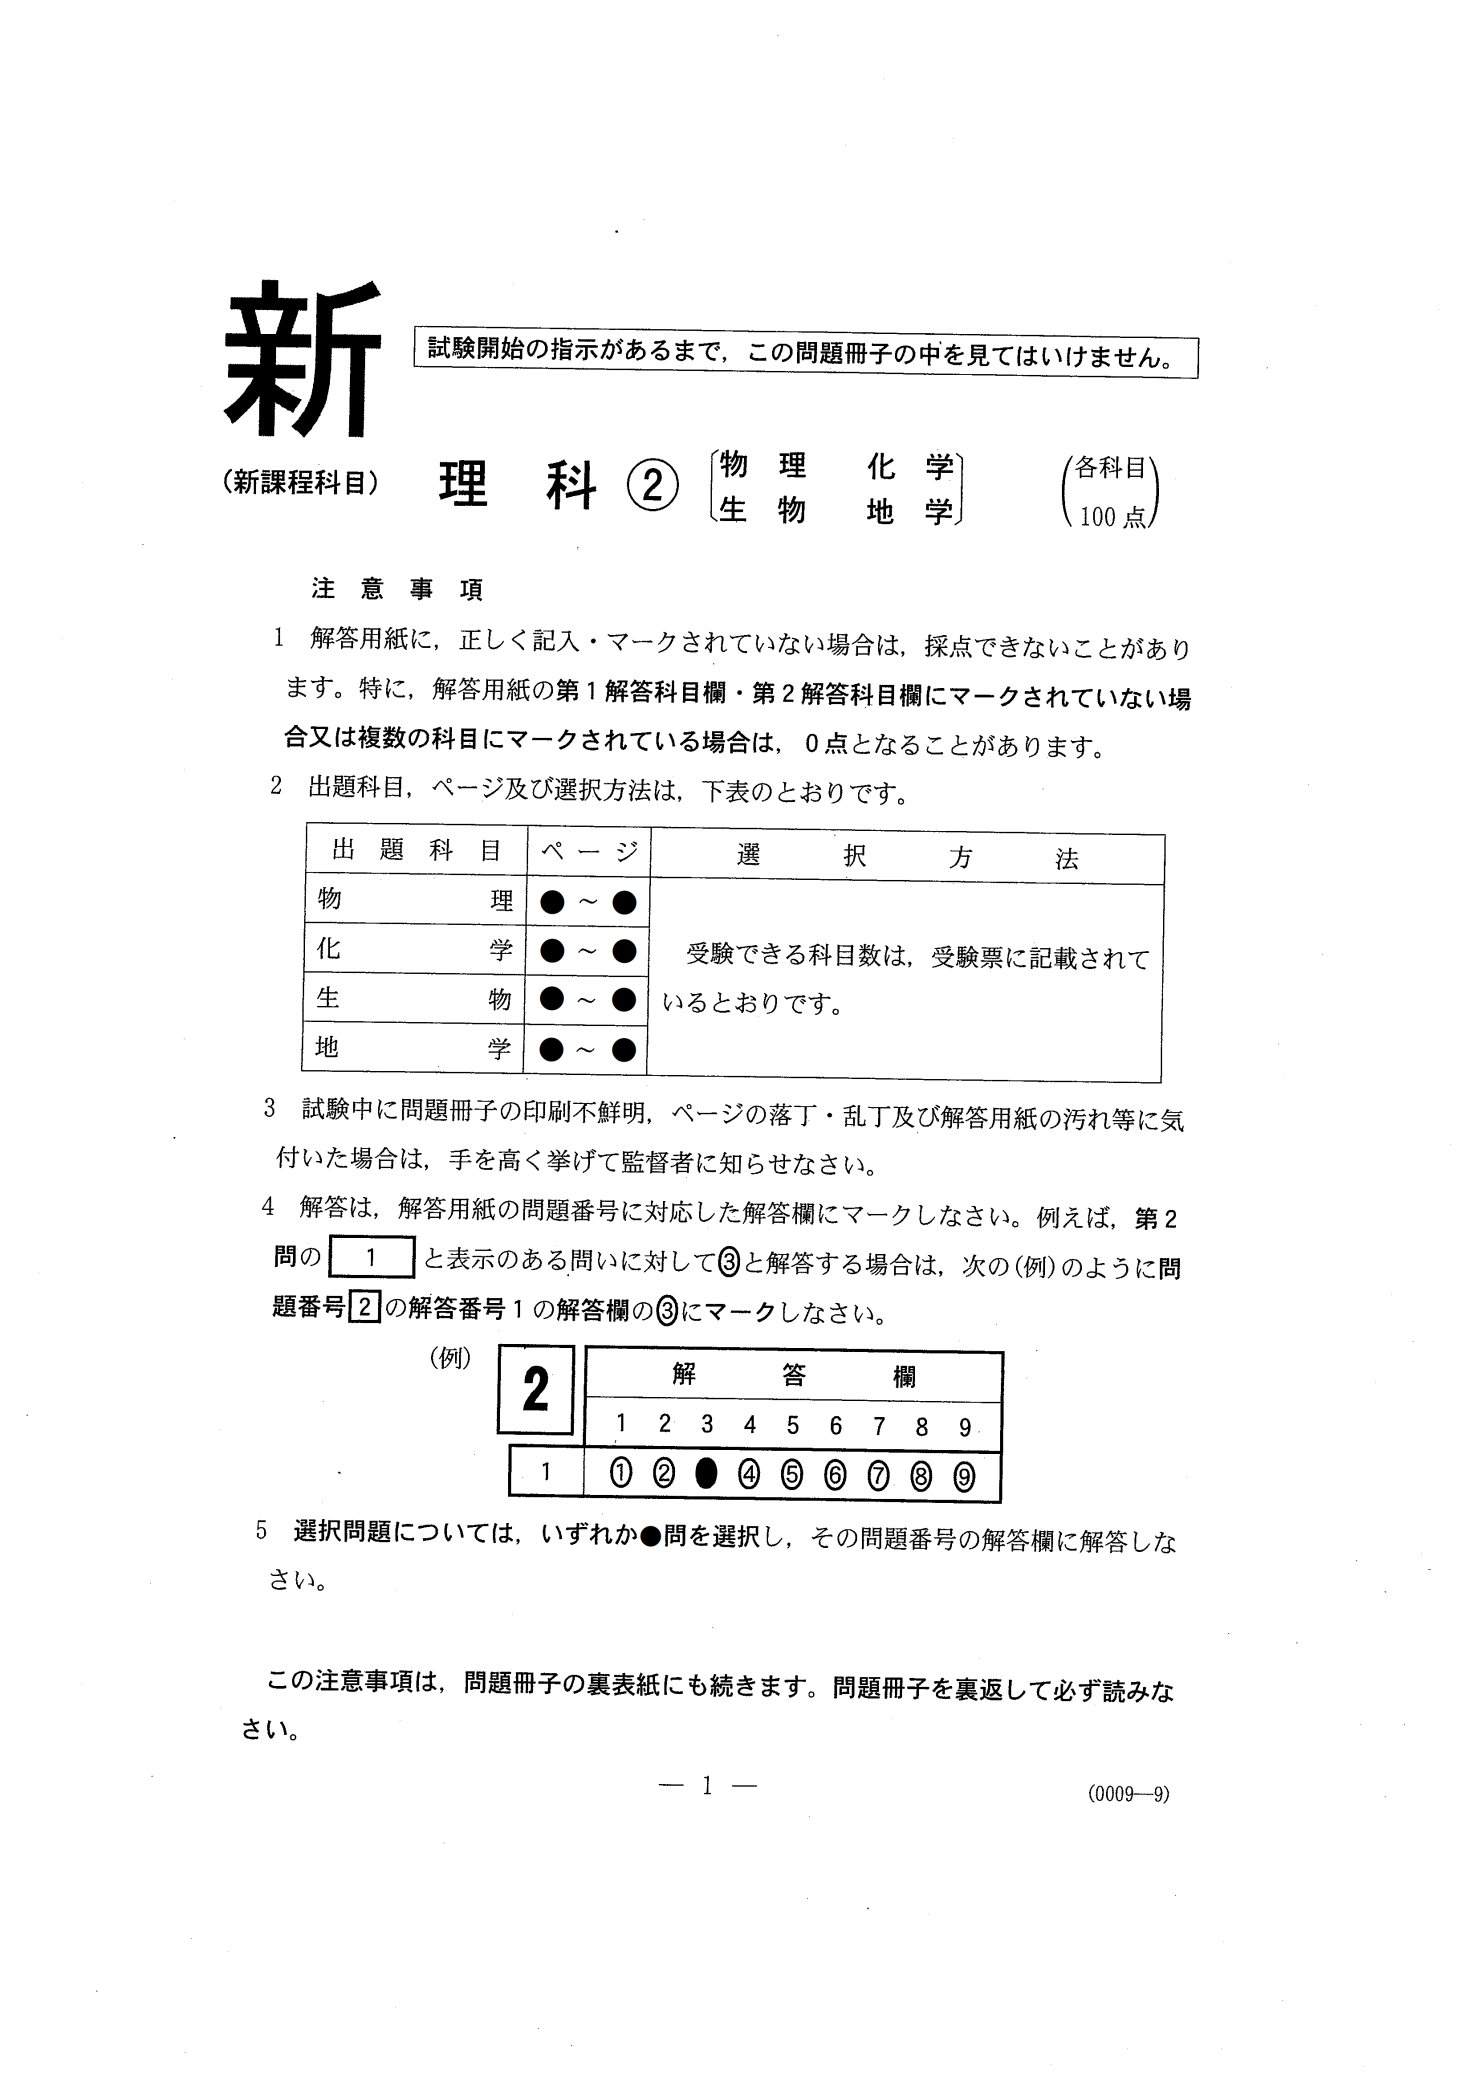 新
試験開始の指示があるまで，この問題冊子の中を見てはいけません。
（新課程科目）
理科②
物理 化学
生物 地学
各科目
100点
注意事項
1 解答用紙に，正しく記入・マークされていない場合は，採点できないことがあり
ます。特に，解答用紙の第1解答科目欄・第2解答科目欄にマークされていない場
合又は複数の科目にマークされている場合は，0点となることがあります。
2 出題科目，ページ及び選択方法は，下表のとおりです。
出題科目 ページ 選択方法
物理 ●～●
化学 ●～●
生物 ●～●
地学 ●～●
受験できる科目数は，受験票に記載されて
いるとおりです。
3 試験中に問題冊子の印刷不鮮明，ページの落丁・乱丁及び解答用紙の汚れ等に気
付いた場合は，手を高く挙げて監督者に知らせなさい。
4 解答は，解答用紙の問題番号に対応した解答欄にマークしなさい。例えば，第2
問の 1 と表示のある問いに対して③と解答する場合は，次の（例）のように問
題番号2の解答番号1の解答欄の③にマークしなさい。
（例）
2
解答欄
1 2 3 4 5 6 7 8 9
1 ① ② ● ④ ⑤ ⑥ ⑦ ⑧ ⑨
5 選択問題については，いずれか●問を選択し，その問題番号の解答欄に解答しな
さい。
この注意事項は，問題冊子の裏表紙にも続きます。問題冊子を裏返して必ず読みな
さい。
— 1 —
（0009—9）